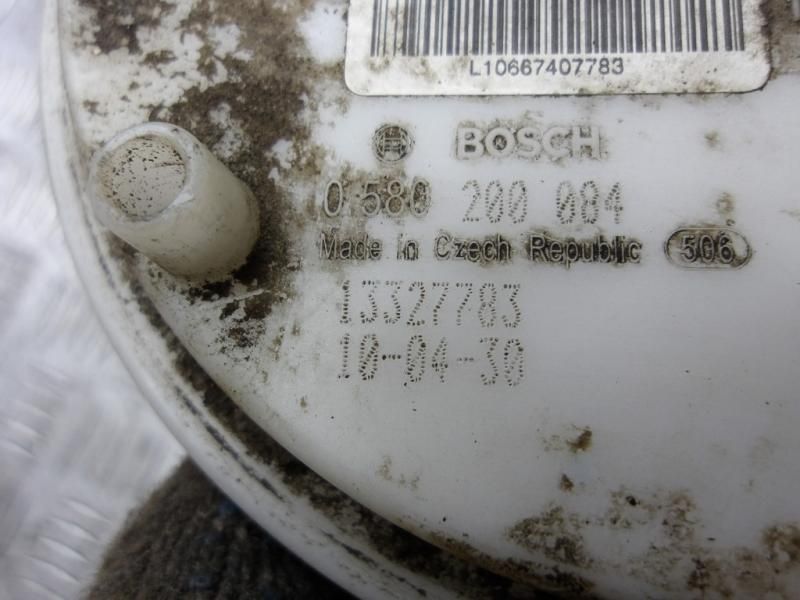 L10667407783
BOSCH
0 580 200 084
Made in Czech Republic 506
13327783
10-04-30